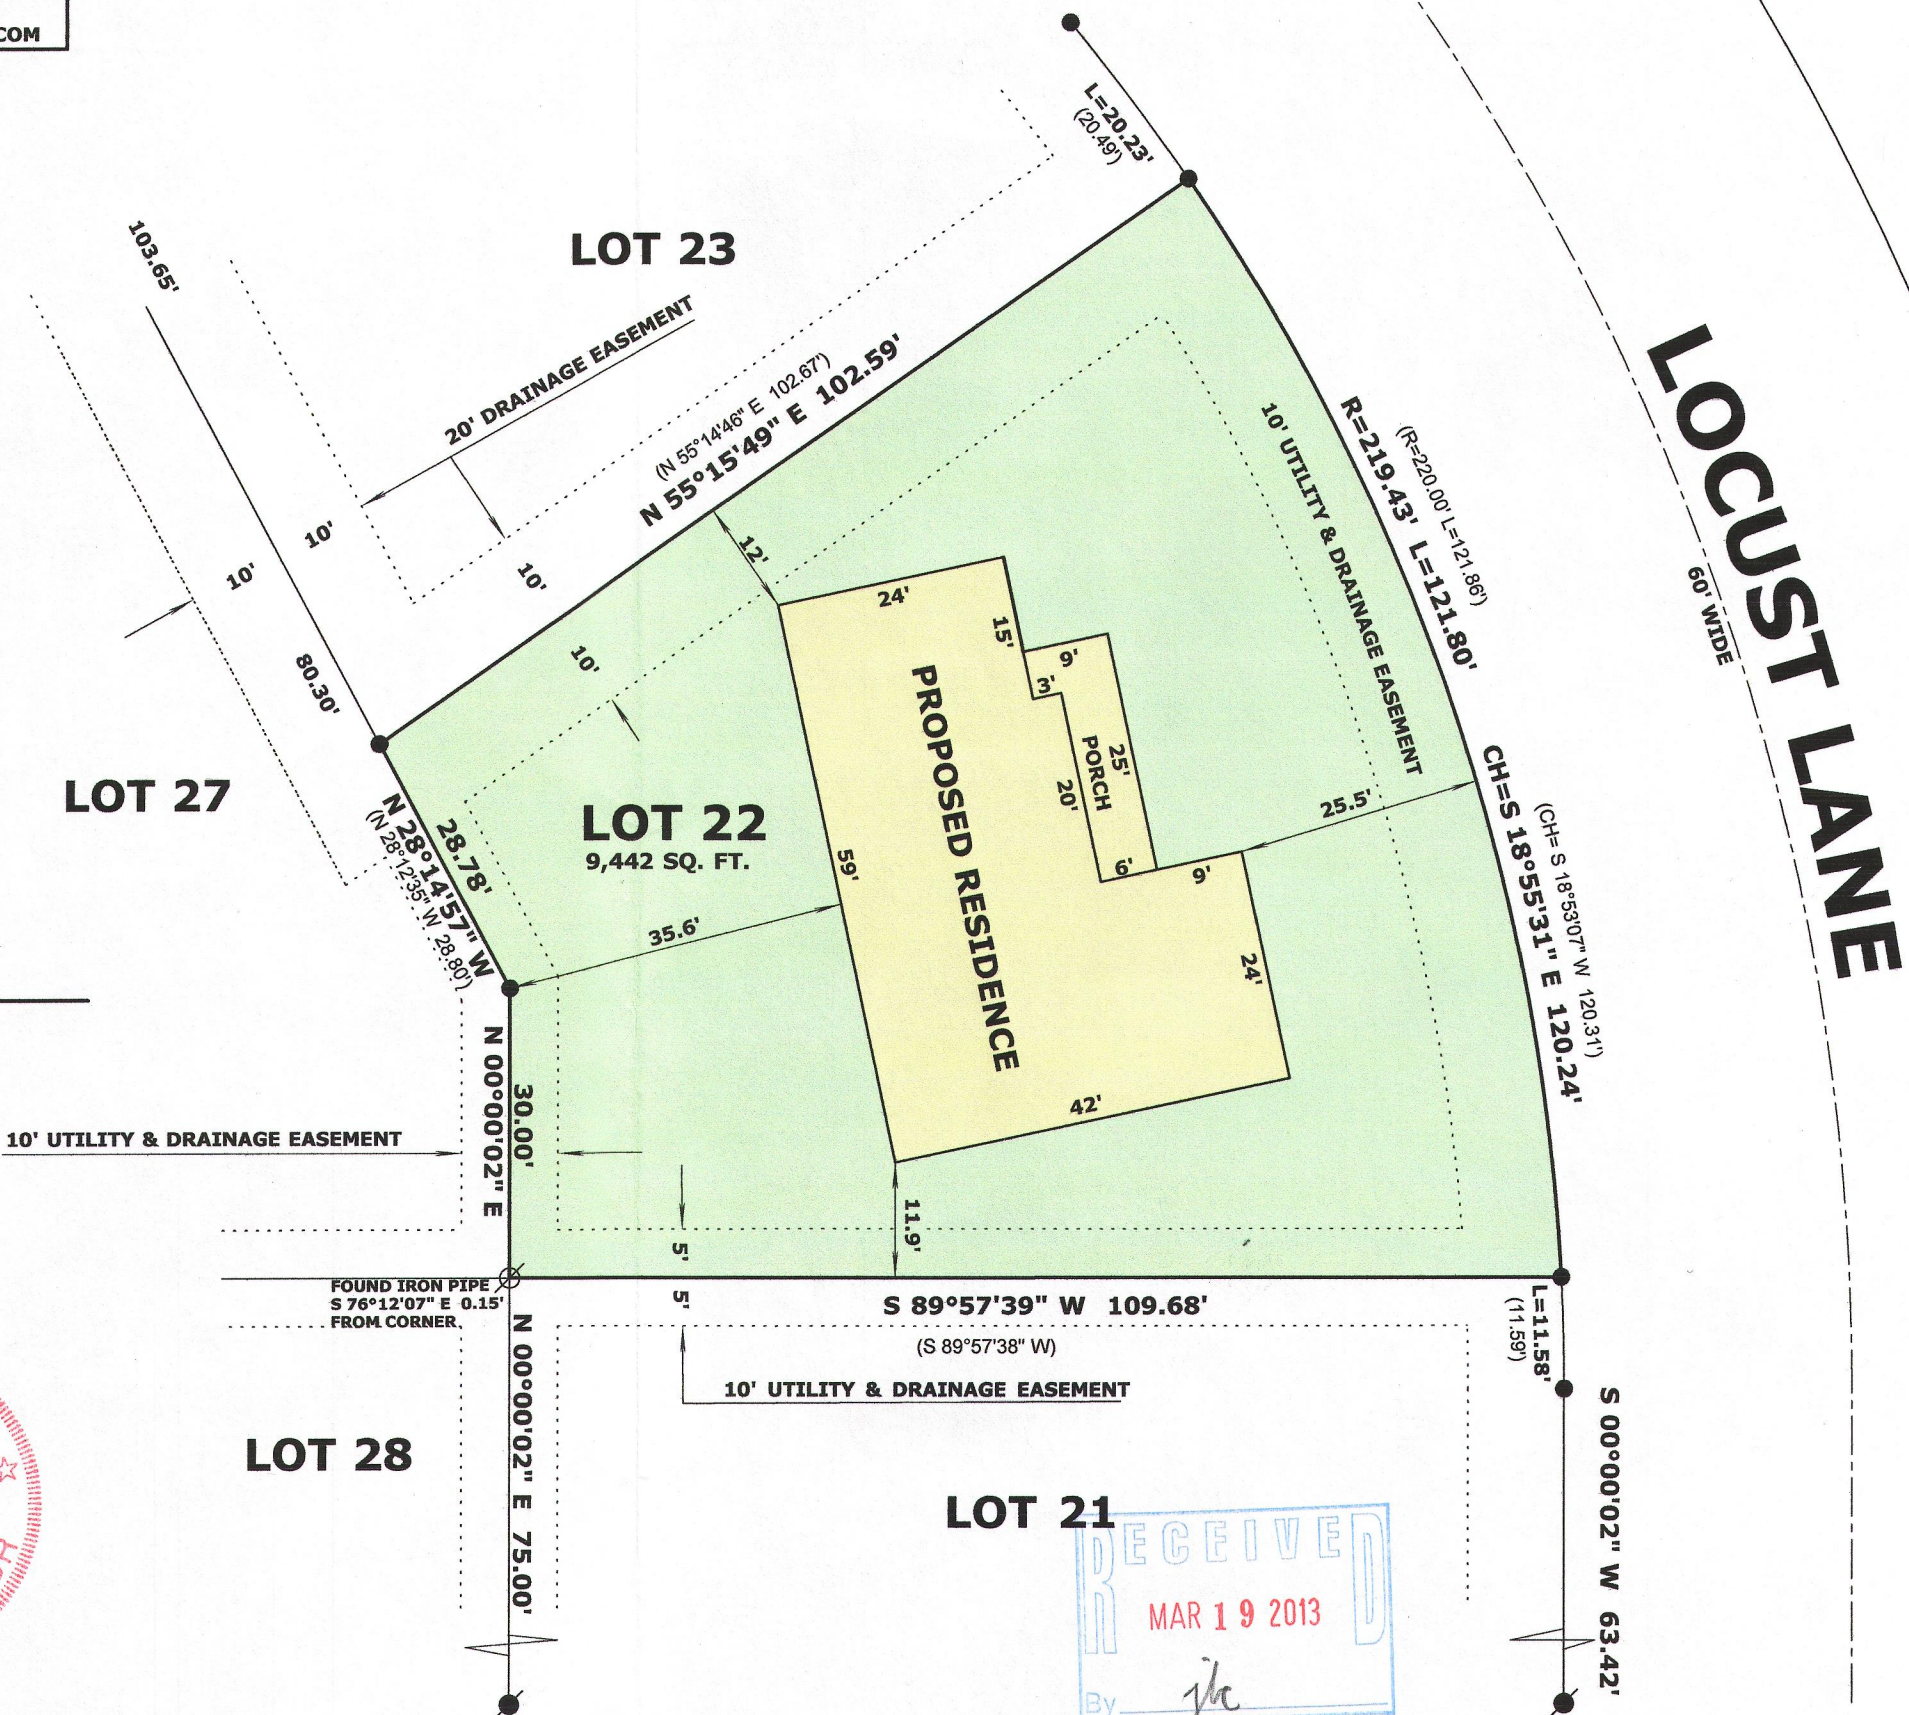 COM
L=20.23'
(20.49')
LOT 23
103.65'
20' DRAINAGE EASEMENT
(N 55°14'46" E 102.67')
N 55°15'49" E 102.59'
10'
10'
10'
10'
80.30'
12'
24'
15'
9'
3'
25'
PORCH
20'
6'
9'
24'
42'
59'
PROPOSED RESIDENCE
10' UTILITY & DRAINAGE EASEMENT
(R=220.00' L=121.86')
R=219.43' L=121.80'
LOCUST LANE
60' WIDE
25.5'
(CH= S 18°53'07" W 120.31')
CH=S 18°55'31" E 120.24'
LOT 27
LOT 22
9,442 SQ. FT.
28.78'
N 28°14'57" W
(N 28°12'35" W 28.80')
35.6'
30.00'
N 00°00'02" E
10' UTILITY & DRAINAGE EASEMENT
11.9'
5'
5'
FOUND IRON PIPE
S 76°12'07" E 0.15'
FROM CORNER
S 89°57'39" W 109.68'
(S 89°57'38" W)
10' UTILITY & DRAINAGE EASEMENT
L=11.58'
(11.59')
N 00°00'02" E 75.00'
S 00°00'02" W 63.42'
LOT 28
LOT 21
RECEIVED
MAR 19 2013
By